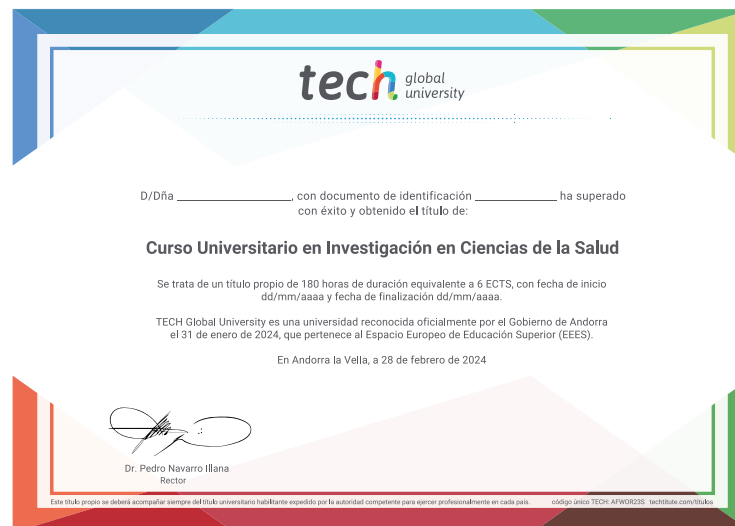 tech global
university
D/Dña ____________________, con documento de identificación ______________ ha superado
con éxito y obtenido el título de:
Curso Universitario en Investigación en Ciencias de la Salud
Se trata de un título propio de 180 horas de duración equivalente a 6 ECTS, con fecha de inicio
dd/mm/aaaa y fecha de finalización dd/mm/aaaa.
TECH Global University es una universidad reconocida oficialmente por el Gobierno de Andorra
el 31 de enero de 2024, que pertenece al Espacio Europeo de Educación Superior (EEES).
En Andorra la Vella, a 28 de febrero de 2024
Dr. Pedro Navarro Illana
Rector
Este título propio se deberá acompañar siempre del título universitario habilitante expedido por la autoridad competente para ejercer profesionalmente en cada país. código único TECH: AFWOR23S techtitute.com/titulos